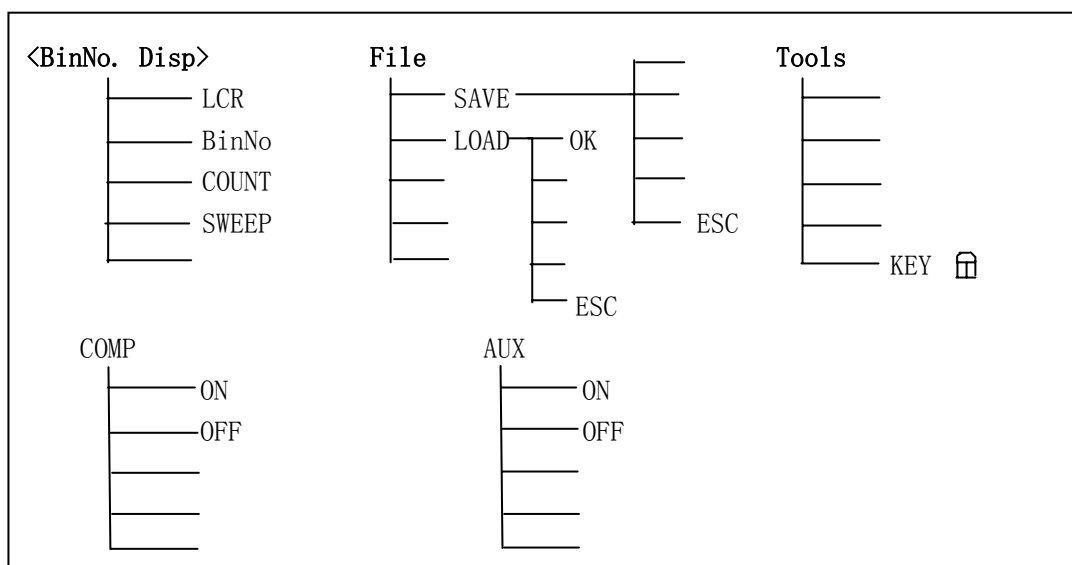 <BinNo. Disp>
LCR
BinNo
COUNT
SWEEP
File
SAVE
LOAD
OK
ESC
ESC
Tools
KEY
COMP
ON
OFF
AUX
ON
OFF